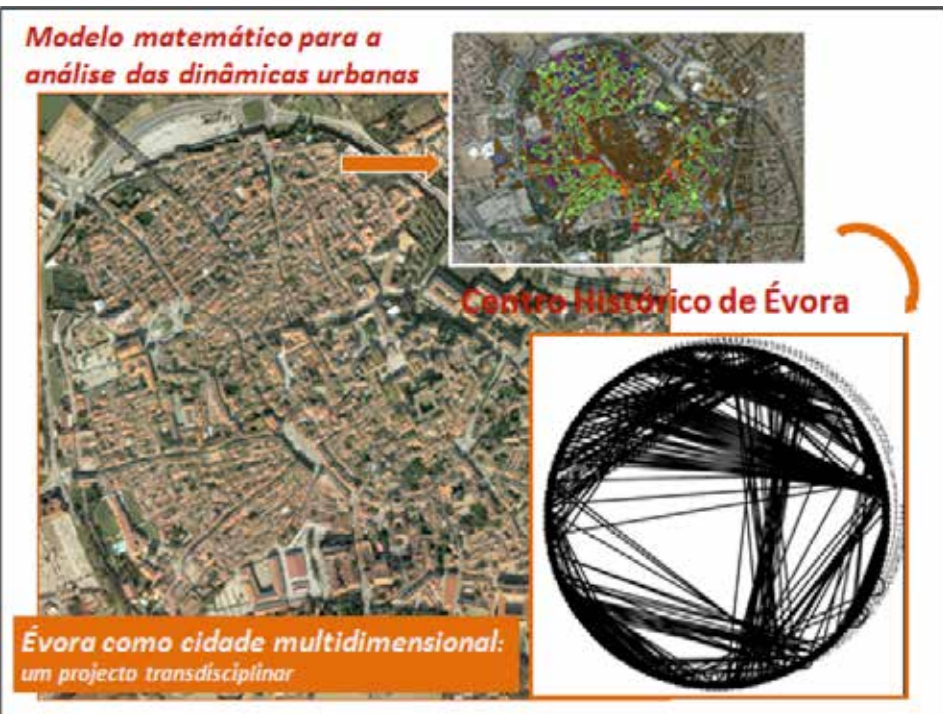 Modelo matemático para a
análise das dinâmicas urbanas
Centro Histórico de Évora
Évora como cidade multidimensional:
um projecto transdisciplinar